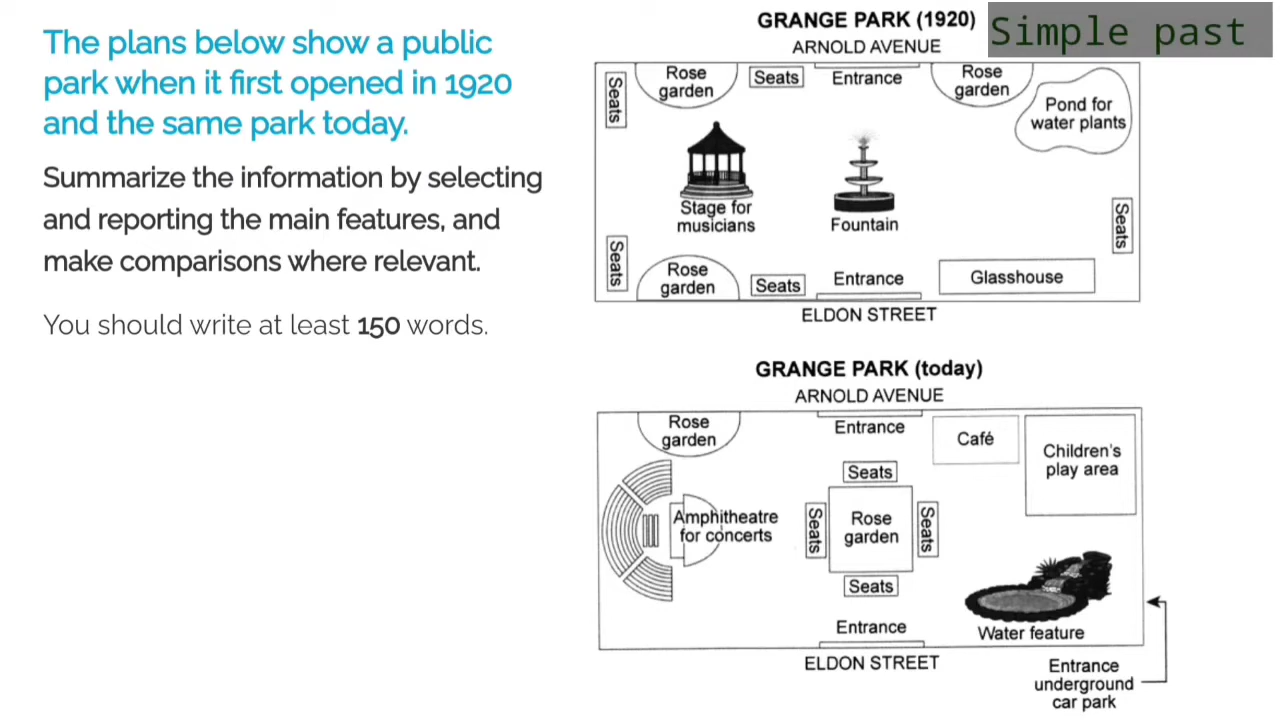 The plans below show a public
park when it first opened in 1920
and the same park today.
Summarize the information by selecting
and reporting the main features, and
make comparisons where relevant.
You should write at least 150 words.
Simple past
GRANGE PARK (1920)
ARNOLD AVENUE
Seats
Rose
garden
Seats
Entrance
Rose
garden
Pond for
water plants
Stage for
musicians
Fountain
Seats
Seats
Rose
garden
Seats
Entrance
Glasshouse
ELDON STREET
GRANGE PARK (today)
ARNOLD AVENUE
Rose
garden
Entrance
Café
Children's
play area
Seats
Amphitheatre
for concerts
Seats
Rose
garden
Seats
Seats
Entrance
Water feature
ELDON STREET
Entrance
underground
car park